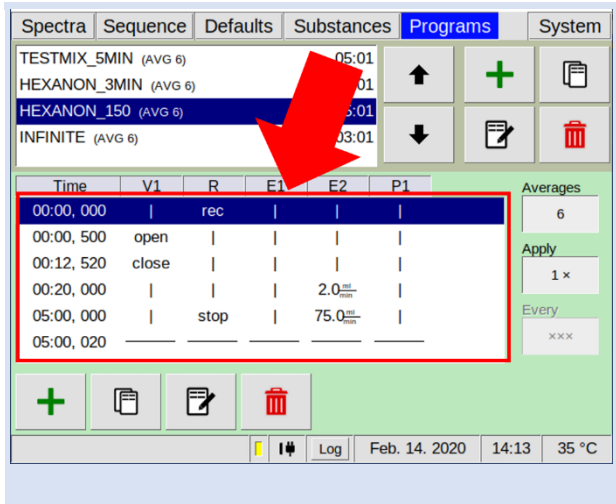 Spectra Sequence Defaults Substances Programs System
TESTMIX_5MIN (AVG 6) 05:01
HEXANON_3MIN (AVG 6) 01
HEXANON_150 (AVG 6) :01
INFINITE (AVG 6) 03:01
Time V1 R E1 E2 P1
00:00, 000 | rec | | |
00:00, 500 open | | | |
00:12, 520 close | | | |
00:20, 000 | | | 2.0 ml/min |
05:00, 000 | stop | 75.0 ml/min |
05:00, 020
Averages
6
Apply
1 ×
Every
×××
Log Feb. 14. 2020 14:13 35 °C